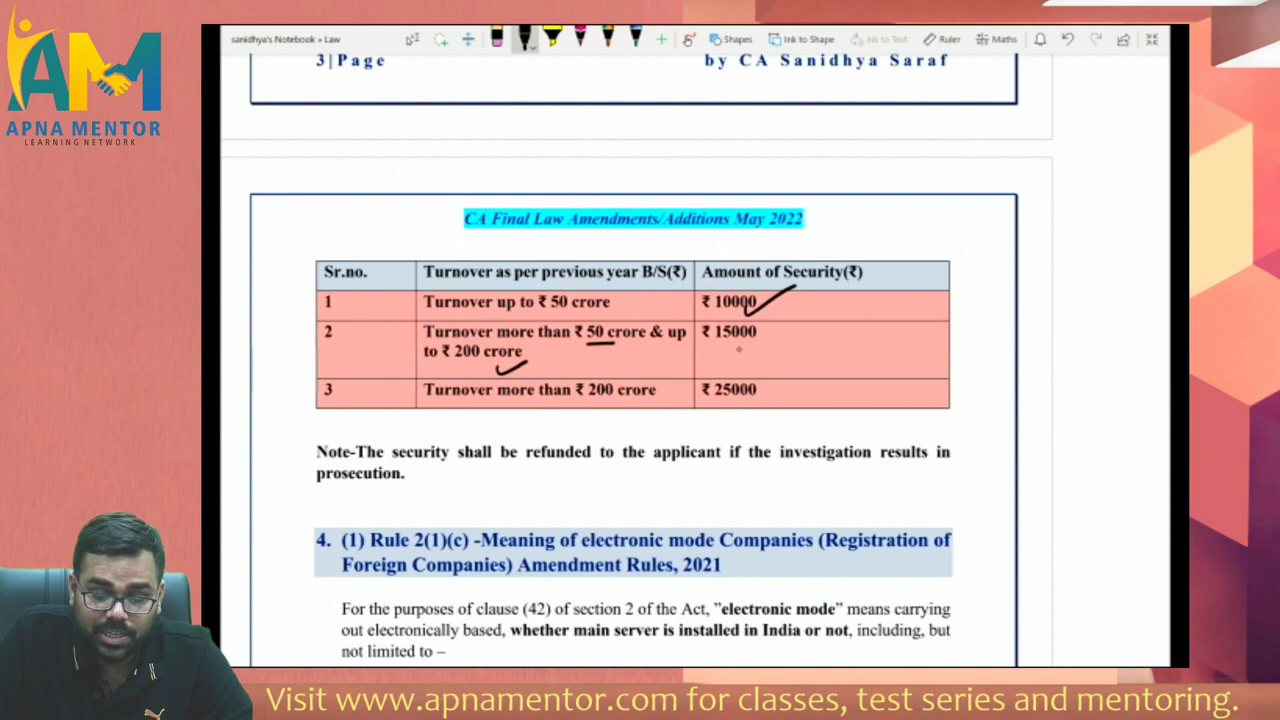 AM
APNA MENTOR
LEARNING NETWORK
sanidhya's Notebook » Law
Shapes
Ink to Shape
Ink to Text
Ruler
Maths
3|Page
by CA Sanidhya Saraf
CA Final Law Amendments/Additions May 2022
Sr.no. Turnover as per previous year B/S(₹) Amount of Security(₹)
1 Turnover up to ₹ 50 crore ₹ 10000
2 Turnover more than ₹ 50 crore & up ₹ 15000
to ₹ 200 crore
3 Turnover more than ₹ 200 crore ₹ 25000
Note-The security shall be refunded to the applicant if the investigation results in
prosecution.
4. (1) Rule 2(1)(c) -Meaning of electronic mode Companies (Registration of
Foreign Companies) Amendment Rules, 2021
For the purposes of clause (42) of section 2 of the Act, "electronic mode" means carrying
out electronically based, whether main server is installed in India or not, including, but
not limited to –
Visit www.apnamentor.com for classes, test series and mentoring.